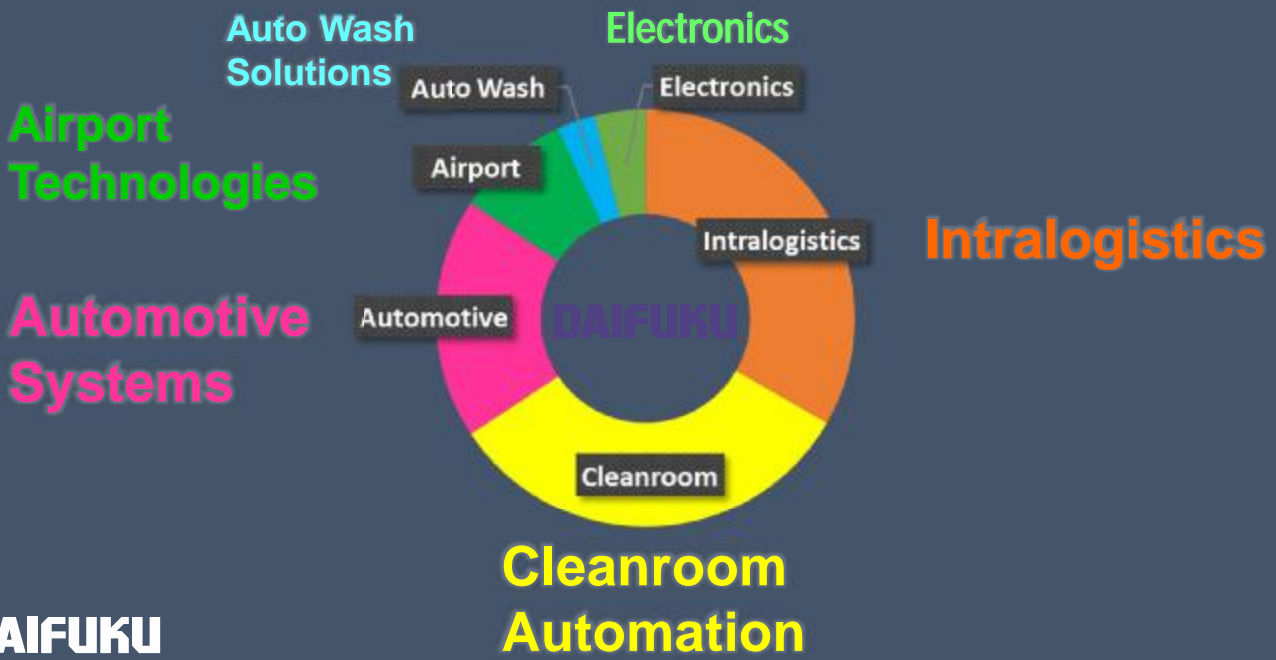 Auto Wash
Solutions
Electronics
Auto Wash
Electronics
Airport
Technologies
Airport
Intralogistics
Intralogistics
Automotive
Systems
Automotive
DAIFUKU
Cleanroom
Cleanroom
Automation
AIFUKU